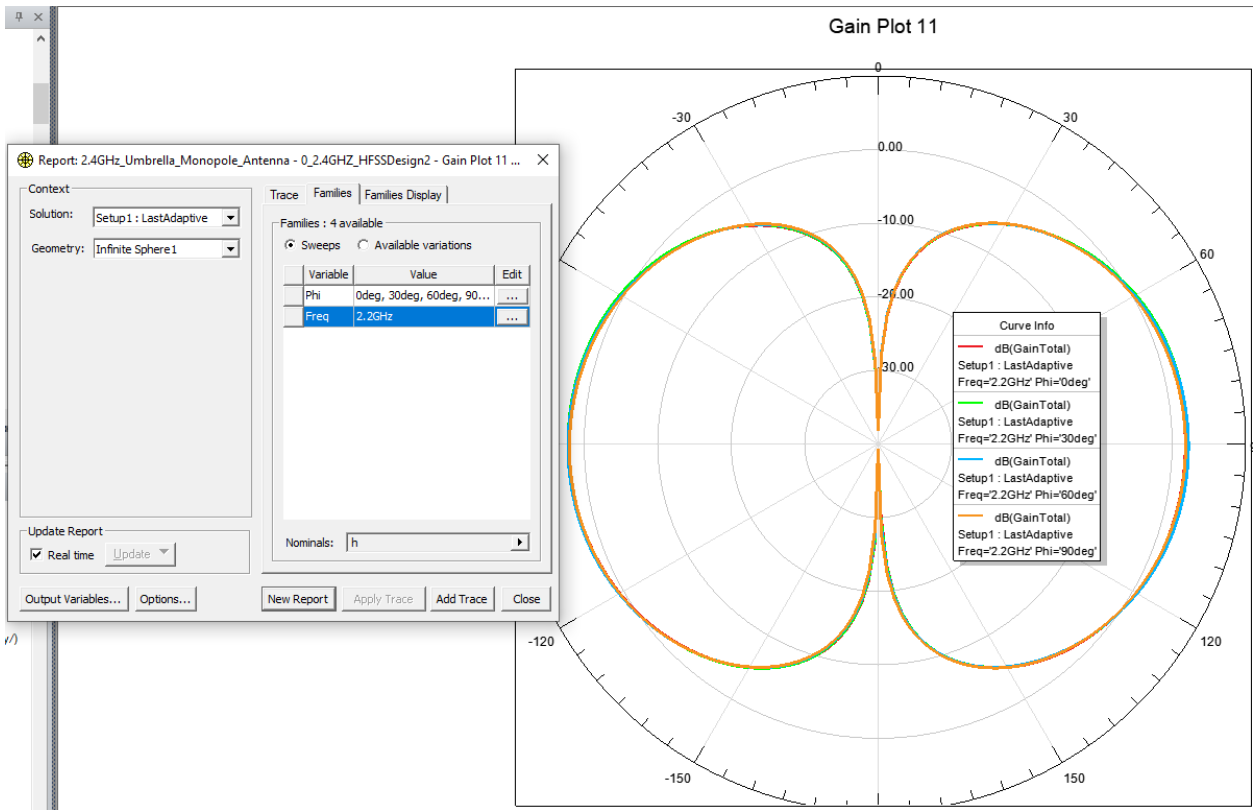 Gain Plot 11
Report: 2.4GHz_Umbrella_Monopole_Antenna - 0_2.4GHZ_HFSSDesign2 - Gain Plot 11 ...
Context
Solution:
Setup1 : LastAdaptive
Geometry:
Infinite Sphere1
Update Report
Real time
Update
Trace
Families
Families Display
Families : 4 available
Sweeps
Available variations
Variable
Value
Edit
Phi
0deg, 30deg, 60deg, 90...
...
Freq
2.2GHz
...
Nominals:
h
Output Variables...
Options...
New Report
Apply Trace
Add Trace
Close
0
-30
30
60
0.00
-10.00
-20.00
-30.00
-120
120
-150
150
Curve Info
dB(GainTotal)
Setup1 : LastAdaptive
Freq='2.2GHz' Phi='0deg'
dB(GainTotal)
Setup1 : LastAdaptive
Freq='2.2GHz' Phi='30deg'
dB(GainTotal)
Setup1 : LastAdaptive
Freq='2.2GHz' Phi='60deg'
dB(GainTotal)
Setup1 : LastAdaptive
Freq='2.2GHz' Phi='90deg'